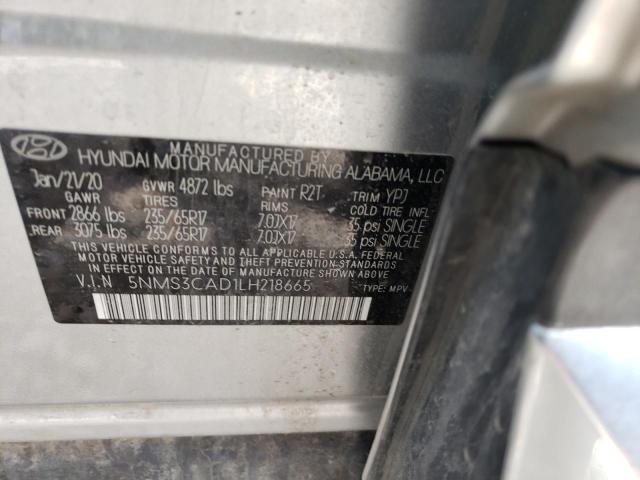 MANUFACTURED BY
HYUNDAI MOTOR MANUFACTURING ALABAMA, LLC
Jan/21/20 GVWR 4872 lbs PAINT R2T TRIM YPJ
GAWR TIRES RIMS COLD TIRE INFL
FRONT 2866 lbs 235/65R17 7.0JX17 35 psi SINGLE
REAR 3075 lbs 235/65R17 7.0JX17 35 psi SINGLE
THIS VEHICLE CONFORMS TO ALL APPLICABLE U.S.A. FEDERAL
MOTOR VEHICLE SAFETY AND THEFT PREVENTION STANDARDS IN
EFFECT ON THE DATE OF MANUFACTURE SHOWN ABOVE.
V.I.N 5NMS3CAD1LH218665 TYPE: MPV